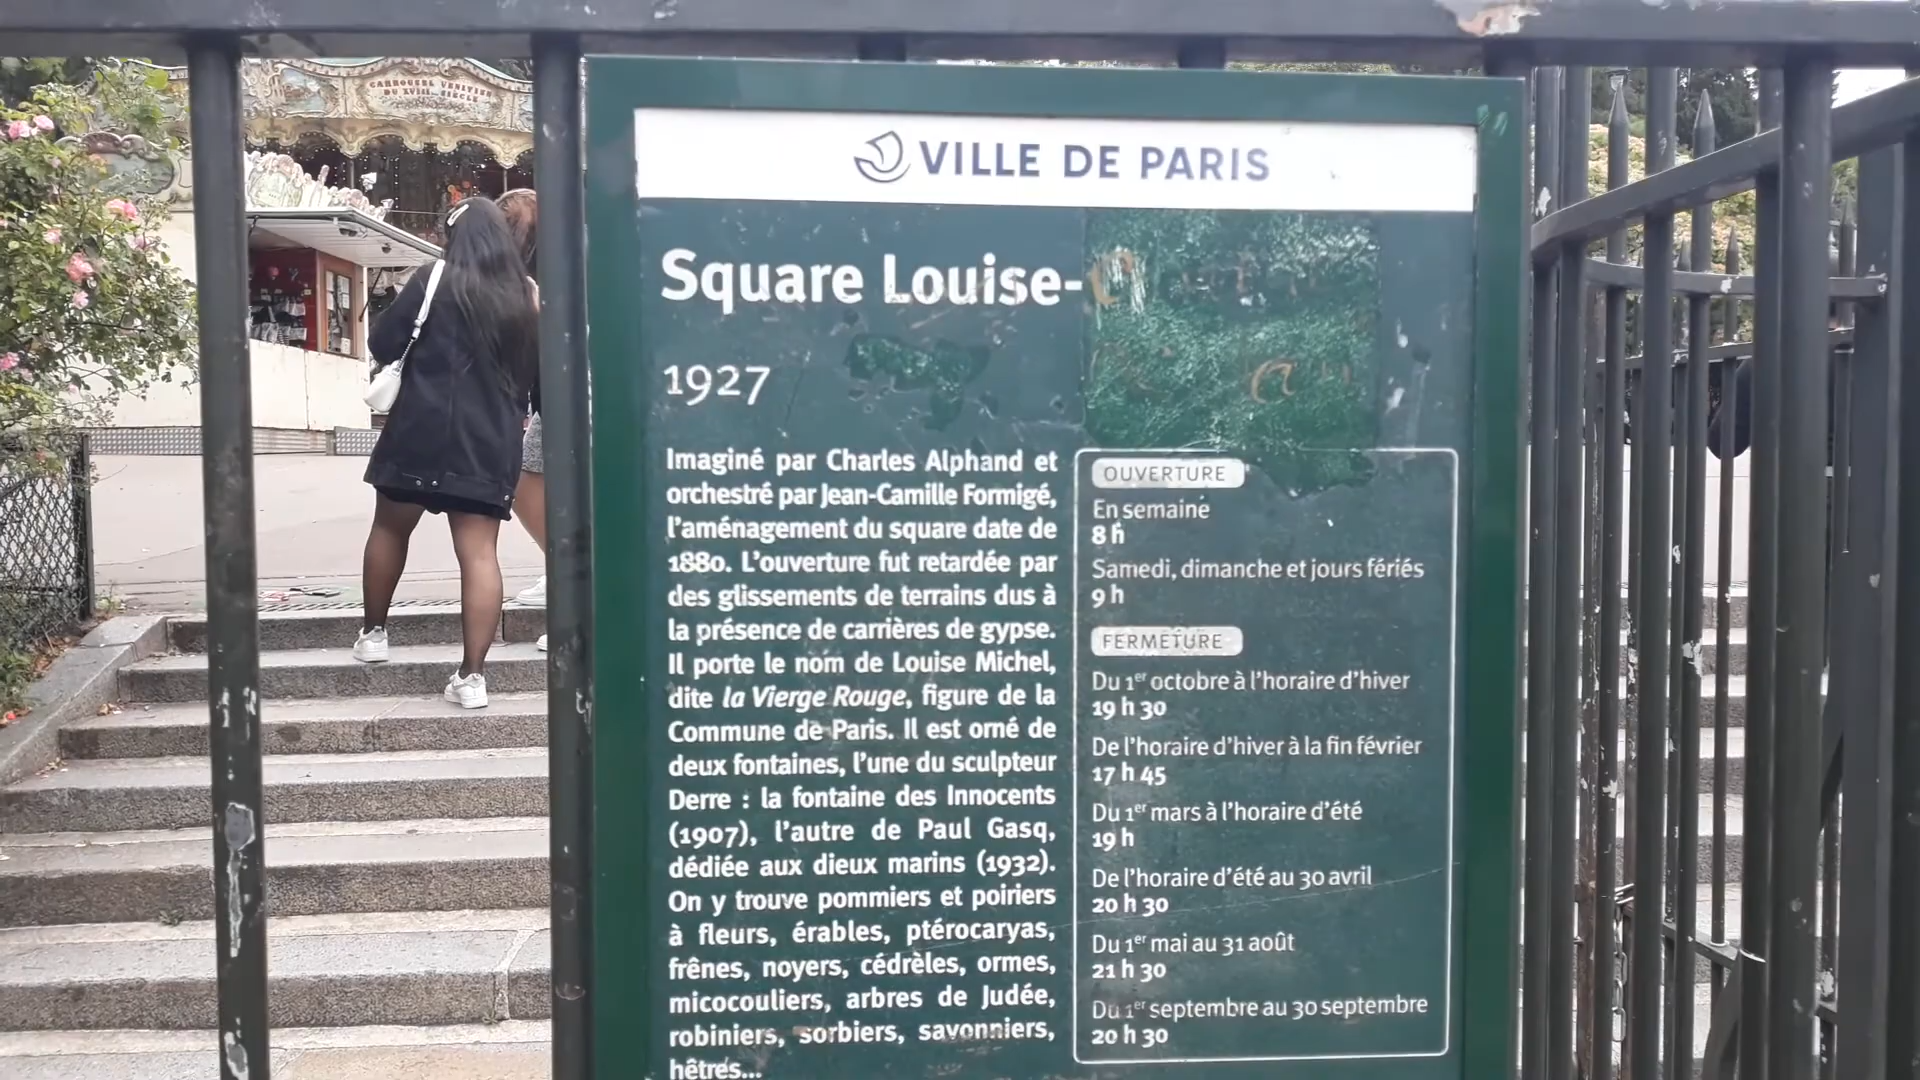 CARROUSEL VENITIEN
DU XVIII SIÈCLE
VILLE DE PARIS
Square Louise-
1927
Imaginé par Charles Alphand et
orchestré par Jean-Camille Formigé,
l'aménagement du square date de
1880. L'ouverture fut retardée par
des glissements de terrains dus à
la présence de carrières de gypse.
Il porte le nom de Louise Michel,
dite la Vierge Rouge, figure de la
Commune de Paris. Il est orné de
deux fontaines, l'une du sculpteur
Derre : la fontaine des Innocents
(1907), l'autre de Paul Gasq,
dédiée aux dieux marins (1932).
On y trouve pommiers et poiriers
à fleurs, érables, ptérocaryas,
frênes, noyers, cédrèles, ormes,
micocouliers, arbres de Judée,
robiniers, sorbiers, savonniers,
hêtres...
OUVERTURE
En semaine
8 h
Samedi, dimanche et jours fériés
9 h
FERMETURE
Du 1er octobre à l'horaire d'hiver
19 h 30
De l'horaire d'hiver à la fin février
17 h 45
Du 1er mars à l'horaire d'été
19 h
De l'horaire d'été au 30 avril
20 h 30
Du 1er mai au 31 août
21 h 30
Du 1er septembre au 30 septembre
20 h 30